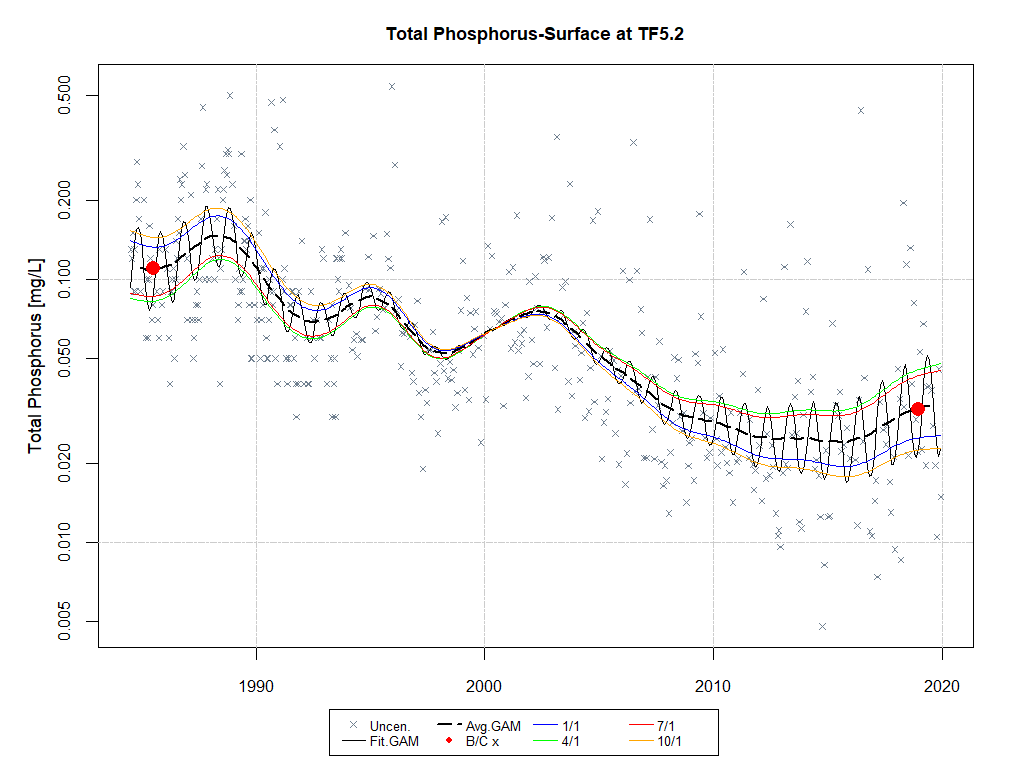 Total Phosphorus-Surface at TF5.2
Total Phosphorus [mg/L]
0.500
0.200
0.100
0.050
0.020
0.010
0.005
1990 2000 2010 2020
Uncen. Avg.GAM 1/1 7/1
Fit.GAM B/C x 4/1 10/1